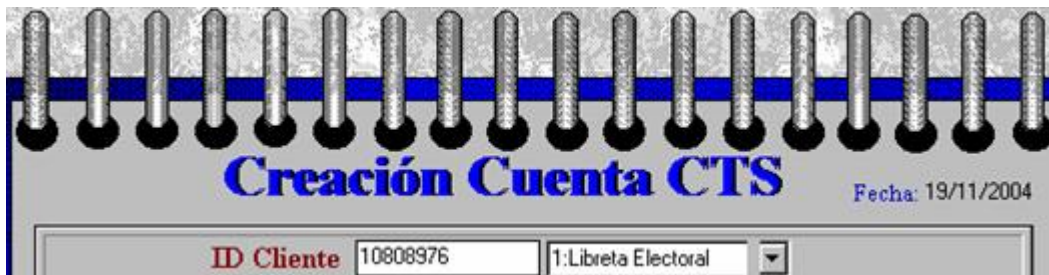 Creación Cuenta CTS
Fecha: 19/11/2004
ID Cliente 10808976 1:Libreta Electoral